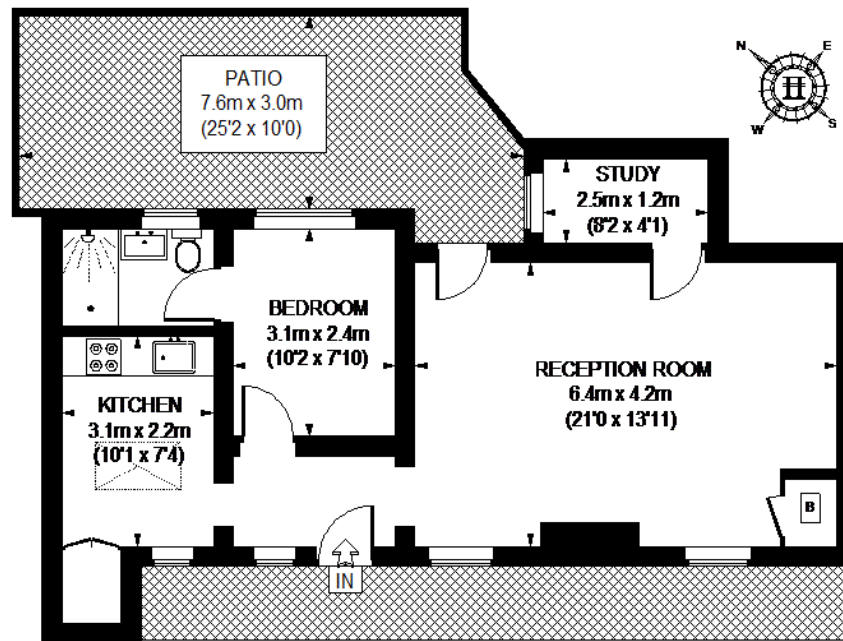 PATIO
7.6m x 3.0m
(25'2 x 10'0)
N
E
W
S
H
STUDY
2.5m x 1.2m
(8'2 x 4'1)
BEDROOM
3.1m x 2.4m
(10'2 x 7'10)
RECEPTION ROOM
6.4m x 4.2m
(21'0 x 13'11)
KITCHEN
3.1m x 2.2m
(10'1 x 7'4)
B
IN